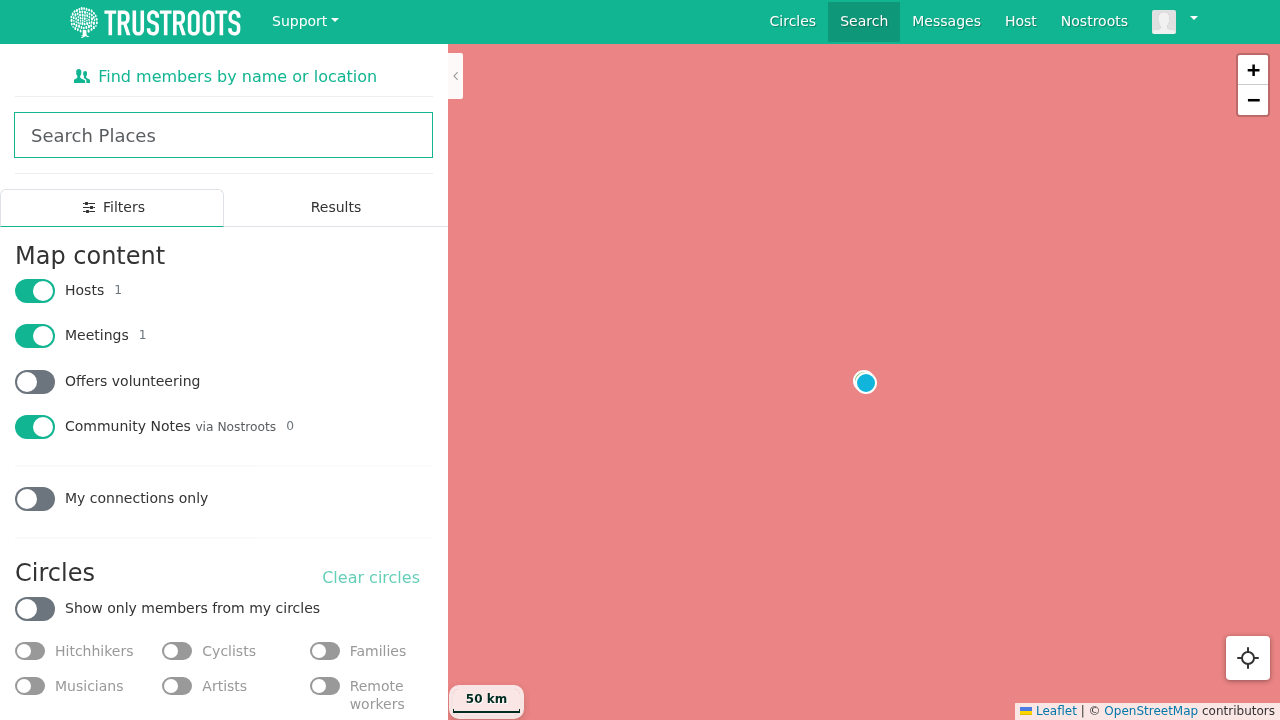 TRUSTROOTS
Support
Circles
Search
Messages
Host
Nostroots
Find members by name or location
Search Places
Filters
Results
Map content
Hosts 1
Meetings 1
Offers volunteering
Community Notes via Nostroots 0
My connections only
Circles
Clear circles
Show only members from my circles
Hitchhikers
Cyclists
Families
Musicians
Artists
Remote
workers
+
−
50 km
Leaflet | © OpenStreetMap contributors